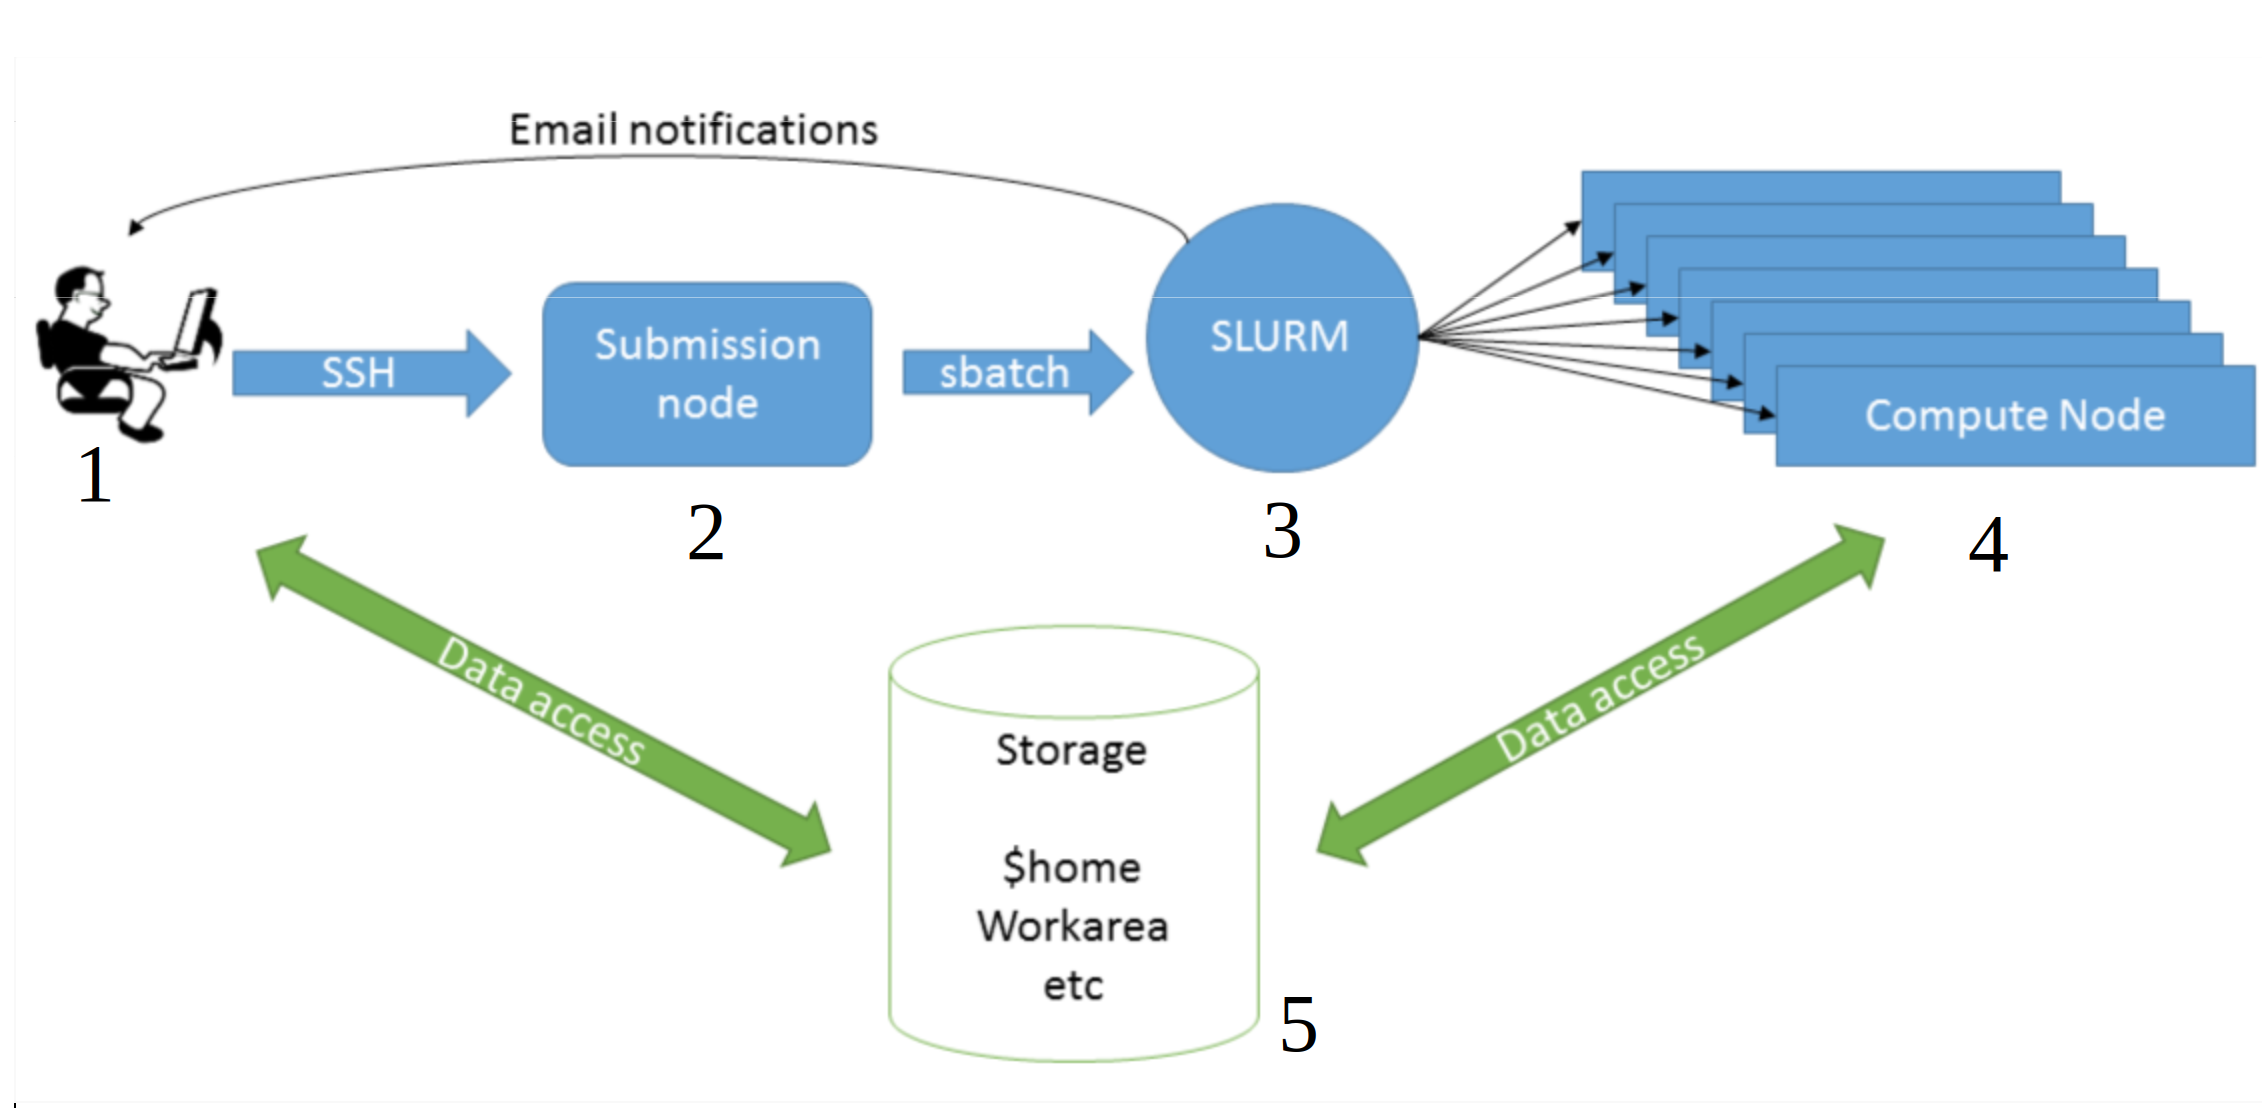 Email notifications
SSH
Submission
node
sbatch
SLURM
Compute Node
1
2
3
4
Data access
Data access
Storage
$home
Workarea
etc
5